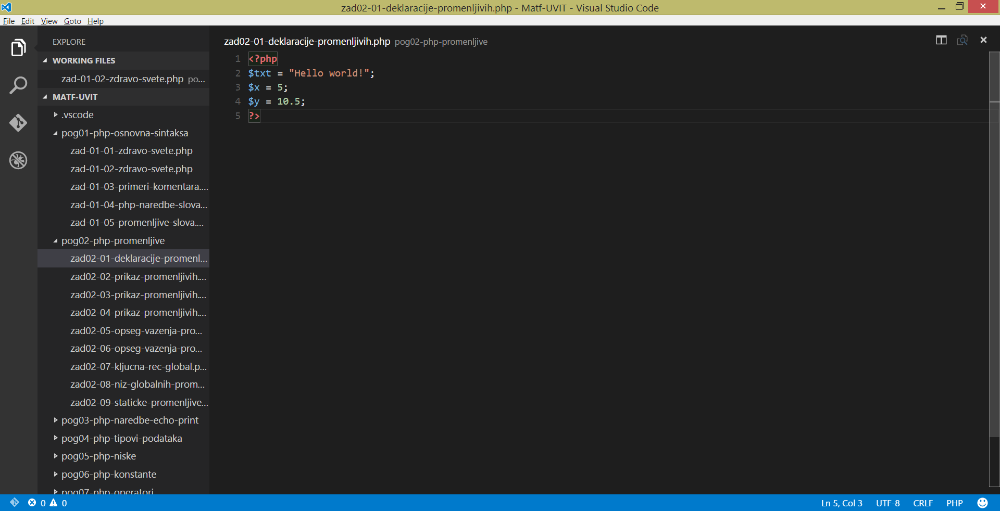 zad02-01-deklaracije-promenljivih.php - Matf-UVIT - Visual Studio Code
File Edit View Goto Help
EXPLORE
WORKING FILES
zad-01-02-zdravo-svete.php po...
MATF-UVIT
.vscode
pog01-php-osnovna-sintaksa
zad-01-01-zdravo-svete.php
zad-01-02-zdravo-svete.php
zad-01-03-primeri-komentara....
zad-01-04-php-naredbe-slova...
zad-01-05-promenljive-slova....
pog02-php-promenljive
zad02-01-deklaracije-promenl...
zad02-02-prikaz-promenljivih....
zad02-03-prikaz-promenljivih....
zad02-04-prikaz-promenljivih....
zad02-05-opseg-vazenja-pro...
zad02-06-opseg-vazenja-pro...
zad02-07-kljucna-rec-global.p...
zad02-08-niz-globalnih-prom...
zad02-09-staticke-promenljive...
pog03-php-naredbe-echo-print
pog04-php-tipovi-podataka
pog05-php-niske
pog06-php-konstante
pog07-php-operatori
zad02-01-deklaracije-promenljivih.php pog02-php-promenljive
1 <?php
2 $txt = "Hello world!";
3 $x = 5;
4 $y = 10.5;
5 ?>
0 0
Ln 5, Col 3 UTF-8 CRLF PHP